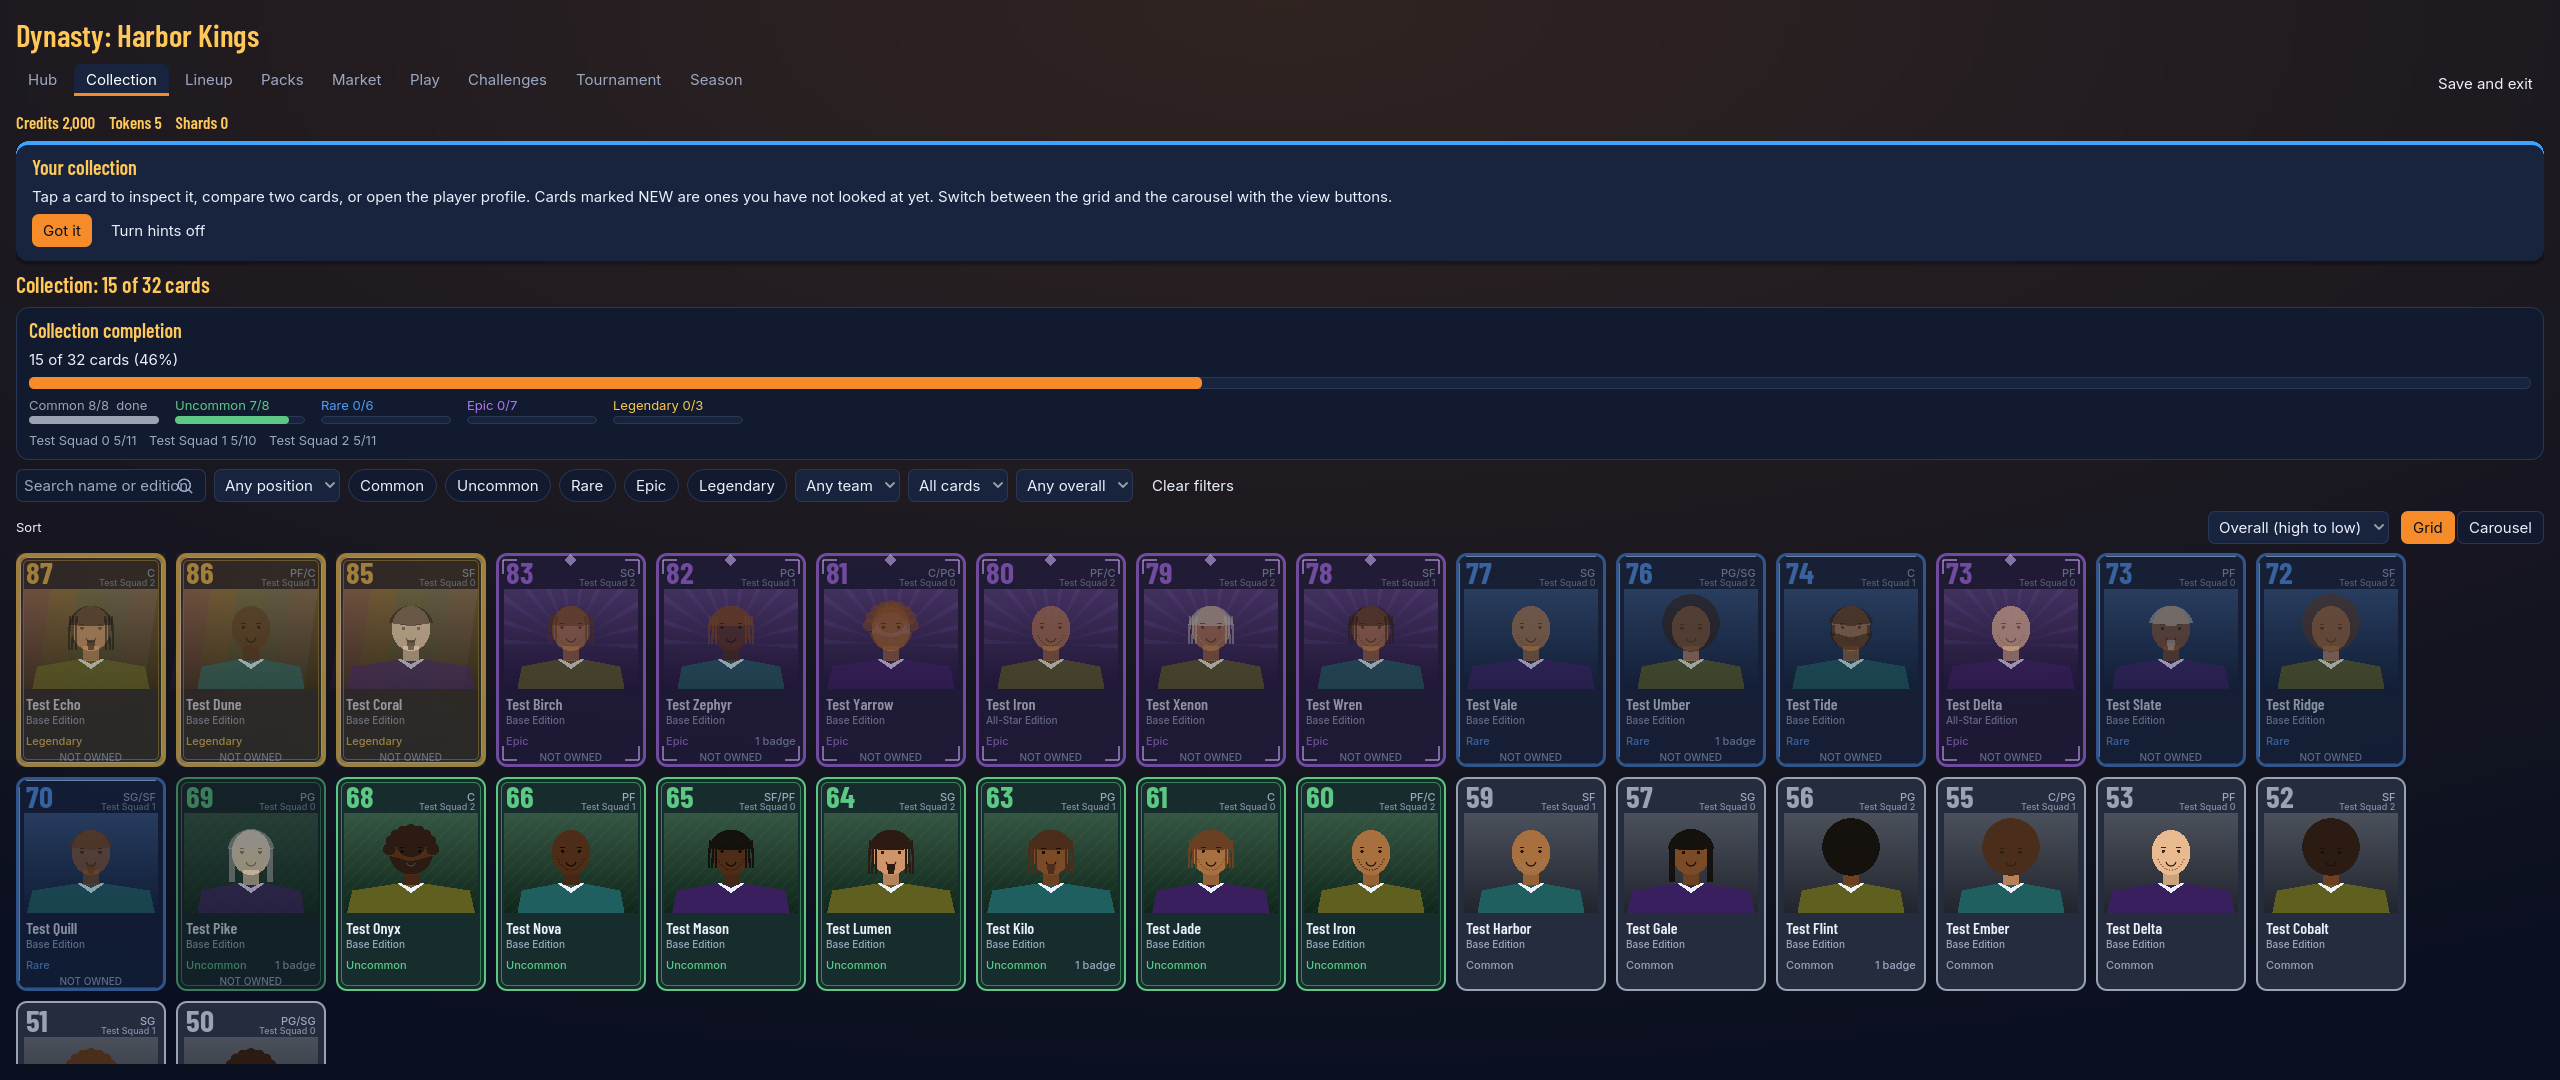 Dynasty: Harbor Kings
Hub Collection Lineup Packs Market Play Challenges Tournament Season Save and exit
Credits 2,000 Tokens 5 Shards 0
Your collection
Tap a card to inspect it, compare two cards, or open the player profile. Cards marked NEW are ones you have not looked at yet. Switch between the grid and the carousel with the view buttons.
Got it Turn hints off
Collection: 15 of 32 cards
Collection completion
15 of 32 cards (46%)
Common 8/8 done Uncommon 7/8 Rare 0/6 Epic 0/7 Legendary 0/3
Test Squad 0 5/11 Test Squad 1 5/10 Test Squad 2 5/11
Search name or edition Any position Common Uncommon Rare Epic Legendary Any team All cards Any overall Clear filters
Sort Overall (high to low) Grid Carousel
87 C 86 PF/C 85 SF 83 SG 82 PG 81 C/PG 80 PF/C 79 PF 78 SF 77 SG 76 PG/SG 74 C 73 PF 73 PF 72 SF
Test Squad 2 Test Squad 1 Test Squad 0 Test Squad 2 Test Squad 1 Test Squad 0 Test Squad 2 Test Squad 2 Test Squad 1 Test Squad 0 Test Squad 2 Test Squad 1 Test Squad 0 Test Squad 0 Test Squad 2
Test Echo Test Dune Test Coral Test Birch Test Zephyr Test Yarrow Test Iron Test Xenon Test Wren Test Vale Test Umber Test Tide Test Delta Test Slate Test Ridge
Base Edition Base Edition Base Edition Base Edition Base Edition Base Edition All-Star Edition Base Edition Base Edition Base Edition Base Edition Base Edition All-Star Edition Base Edition Base Edition
Legendary Legendary Legendary Epic Epic 1 badge Epic Epic Epic Epic Rare Rare 1 badge Rare Epic Rare Rare
NOT OWNED NOT OWNED NOT OWNED NOT OWNED NOT OWNED NOT OWNED NOT OWNED NOT OWNED NOT OWNED NOT OWNED NOT OWNED NOT OWNED NOT OWNED NOT OWNED NOT OWNED
70 SG/SF 69 PG 68 C 66 PF 65 SF/PF 64 SG 63 PG 61 C 60 PF/C 59 SF 57 SG 56 PG 55 C/PG 53 PF 52 SF
Test Squad 1 Test Squad 0 Test Squad 2 Test Squad 1 Test Squad 0 Test Squad 2 Test Squad 1 Test Squad 0 Test Squad 2 Test Squad 1 Test Squad 0 Test Squad 2 Test Squad 1 Test Squad 0 Test Squad 2
Test Quill Test Pike Test Onyx Test Nova Test Mason Test Lumen Test Kilo Test Jade Test Iron Test Harbor Test Gale Test Flint Test Ember Test Delta Test Cobalt
Base Edition Base Edition Base Edition Base Edition Base Edition Base Edition Base Edition Base Edition Base Edition Base Edition Base Edition Base Edition Base Edition Base Edition Base Edition
Rare Uncommon 1 badge Uncommon Uncommon Uncommon Uncommon Uncommon 1 badge Uncommon Uncommon Common Common Common 1 badge Common Common Common
NOT OWNED NOT OWNED
51 SG 50 PG/SG
Test Squad 1 Test Squad 0